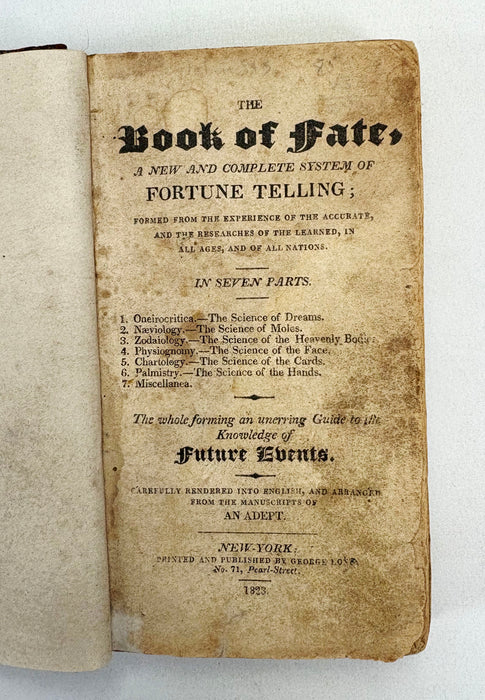 THE
Book of Fate,
A NEW AND COMPLETE SYSTEM OF
FORTUNE TELLING;
FORMED FROM THE EXPERIENCE OF THE ACCURATE,
AND THE RESEARCHES OF THE LEARNED, IN
ALL AGES, AND OF ALL NATIONS.
IN SEVEN PARTS.
1. Oneirocritica.—The Science of Dreams.
2. Næviology.—The Science of Moles.
3. Zodaiology.—The Science of the Heavenly Body.
4. Physiognomy.—The Science of the Face.
5. Chartology.—The Science of the Cards.
6. Palmistry.—The Science of the Hands.
7. Miscellanea.
The whole forming an unerring Guide to the
Knowledge of
Future Events.
CAREFULLY RENDERED INTO ENGLISH, AND ARRANGED
FROM THE MANUSCRIPTS OF
AN ADEPT.
NEW-YORK:
PRINTED AND PUBLISHED BY GEORGE
No. 71, Pearl-Street.
1823.